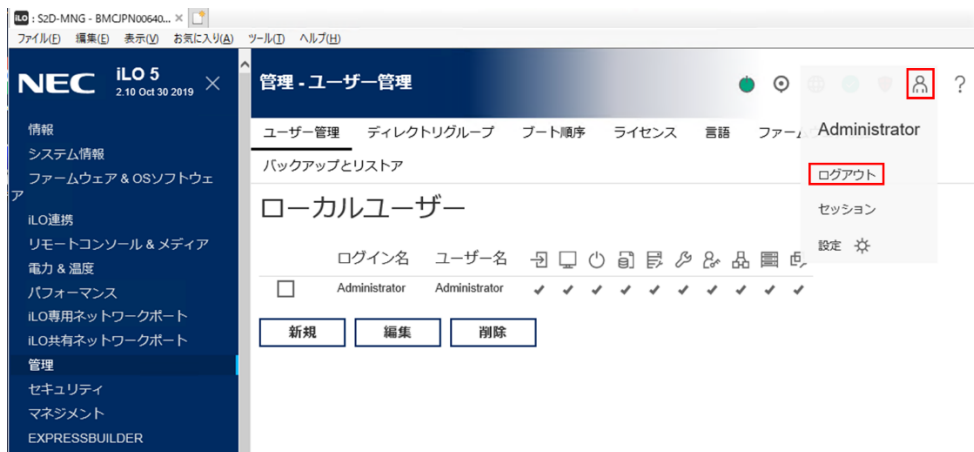 iLO : S2D-MNG - BMCJPN00640... ×
ファイル(F) 編集(E) 表示(V) お気に入り(A) ツール(T) ヘルプ(H)
NEC iLO 5
2.10 Oct 30 2019
管理 - ユーザー管理
?
情報
システム情報
ファームウェア & OSソフトウェ
ア
iLO連携
リモートコンソール & メディア
電力 & 温度
パフォーマンス
iLO専用ネットワークポート
iLO共有ネットワークポート
管理
セキュリティ
マネジメント
EXPRESSBUILDER
ユーザー管理 ディレクトリグループ ブート順序 ライセンス 言語 ファーム
バックアップとリストア
ローカルユーザー
ログイン名 ユーザー名
Administrator Administrator
新規 編集 削除
Administrator
ログアウト
セッション
設定